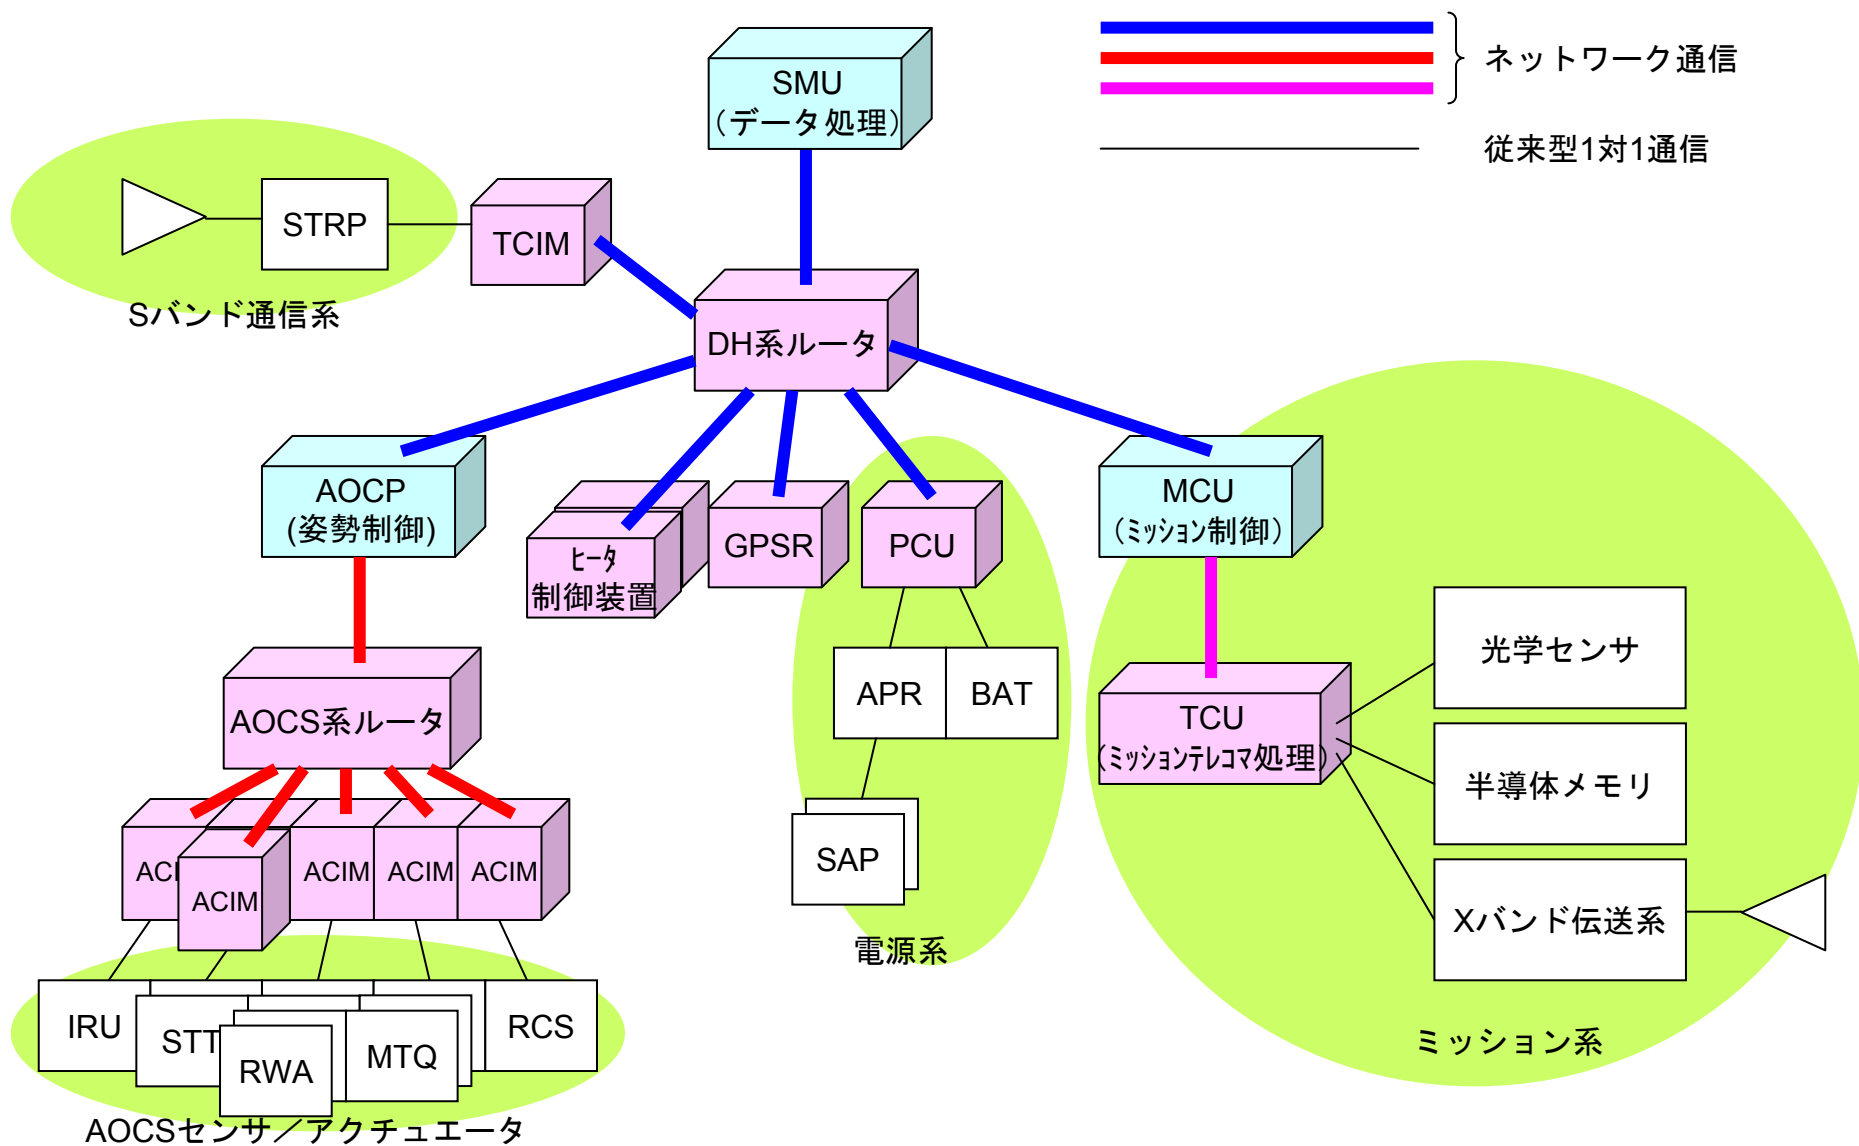 SMU
（データ処理）
ネットワーク通信
従来型1対1通信
STRP
TCIM
Sバンド通信系
DH系ルータ
AOCP
(姿勢制御)
ﾋｰﾀ
制御装置
GPSR
PCU
MCU
（ﾐｯｼｮﾝ制御）
APR
BAT
SAP
電源系
TCU
（ﾐｯｼｮﾝﾃﾚｺﾏ処理）
光学センサ
半導体メモリ
Xバンド伝送系
ミッション系
AOCS系ルータ
ACI
ACIM
ACIM
ACIM
ACIM
IRU
STT
RWA
MTQ
RCS
AOCSセンサ／アクチュエータ